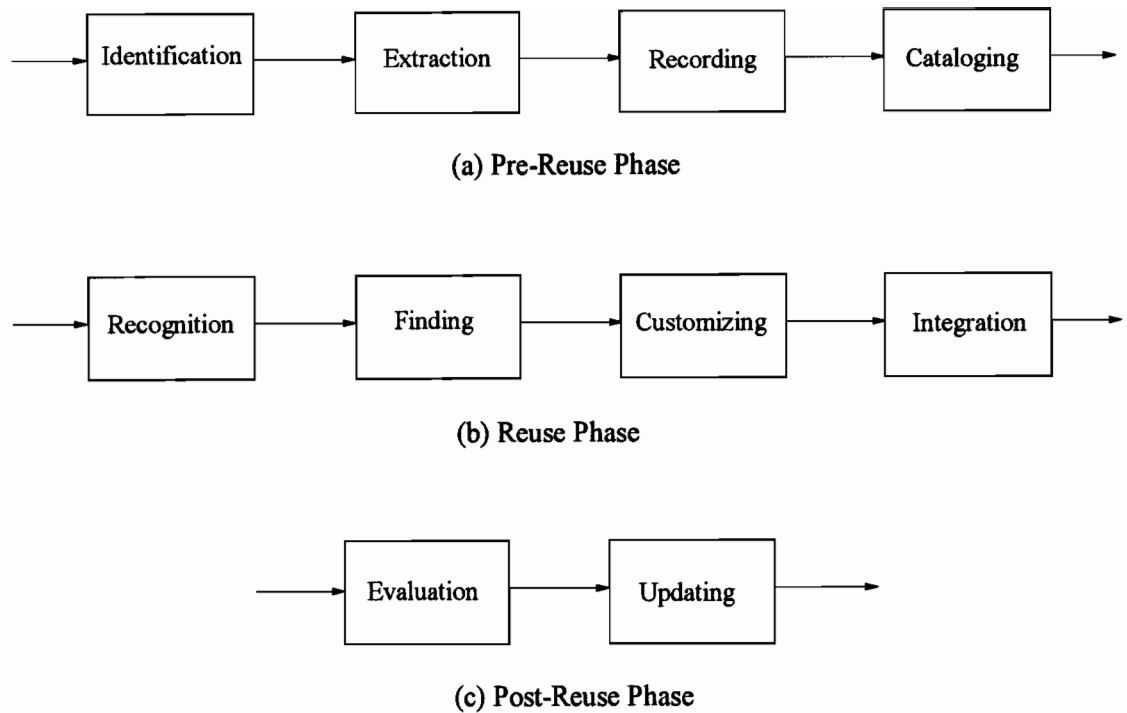 Identification
Extraction
Recording
Cataloging
(a) Pre-Reuse Phase
Recognition
Finding
Customizing
Integration
(b) Reuse Phase
Evaluation
Updating
(c) Post-Reuse Phase